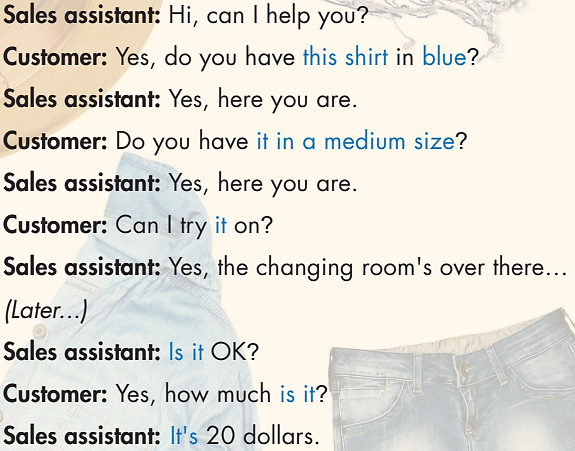 Sales assistant: Hi, can I help you?
Customer: Yes, do you have this shirt in blue?
Sales assistant: Yes, here you are.
Customer: Do you have it in a medium size?
Sales assistant: Yes, here you are.
Customer: Can I try it on?
Sales assistant: Yes, the changing room's over there...
(Later...)
Sales assistant: Is it OK?
Customer: Yes, how much is it?
Sales assistant: It's 20 dollars.